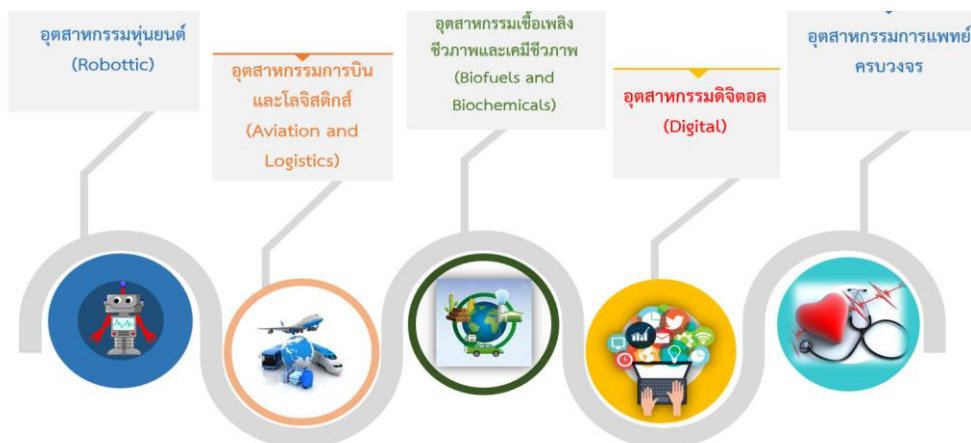 อุตสาหกรรมหุ่นยนต์
(Robottic)
อุตสาหกรรมการบิน
และโลจิสติกส์
(Aviation and
Logistics)
อุตสาหกรรมเชื้อเพลิง
ชีวภาพและเคมีชีวภาพ
(Biofuels and
Biochemicals)
อุตสาหกรรมดิจิตอล
(Digital)
อุตสาหกรรมการแพทย์
ครบวงจร